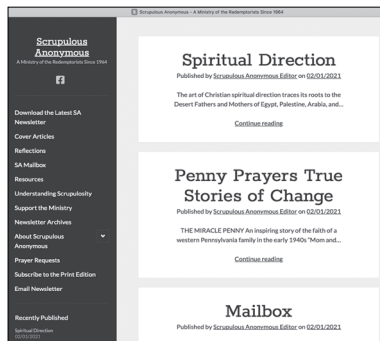 Scrupulous Anonymous – A Ministry of the Redemptorists Since 1964
Scrupulous
Anonymous
A Ministry of the Redemptorists Since 1964
Download the Latest SA
Newsletter
Cover Articles
Reflections
SA Mailbox
Resources
Understanding Scrupulosity
Support the Ministry
Newsletter Archives
About Scrupulous
Anonymous
Prayer Requests
Subscribe to the Print Edition
Email Newsletter
Recently Published
Spiritual Direction
02/01/2021
Spiritual Direction
Published by Scrupulous Anonymous Editor on 02/01/2021
The art of Christian spiritual direction traces its roots to the
Desert Fathers and Mothers of Egypt, Palestine, Arabia, and…
Continue reading
Penny Prayers True
Stories of Change
Published by Scrupulous Anonymous Editor on 02/01/2021
THE MIRACLE PENNY An inspiring story of the faith of a
western Pennsylvania family in the early 1940s "Mom and…
Continue reading
Mailbox
Published by Scrupulous Anonymous Editor on 02/01/2021